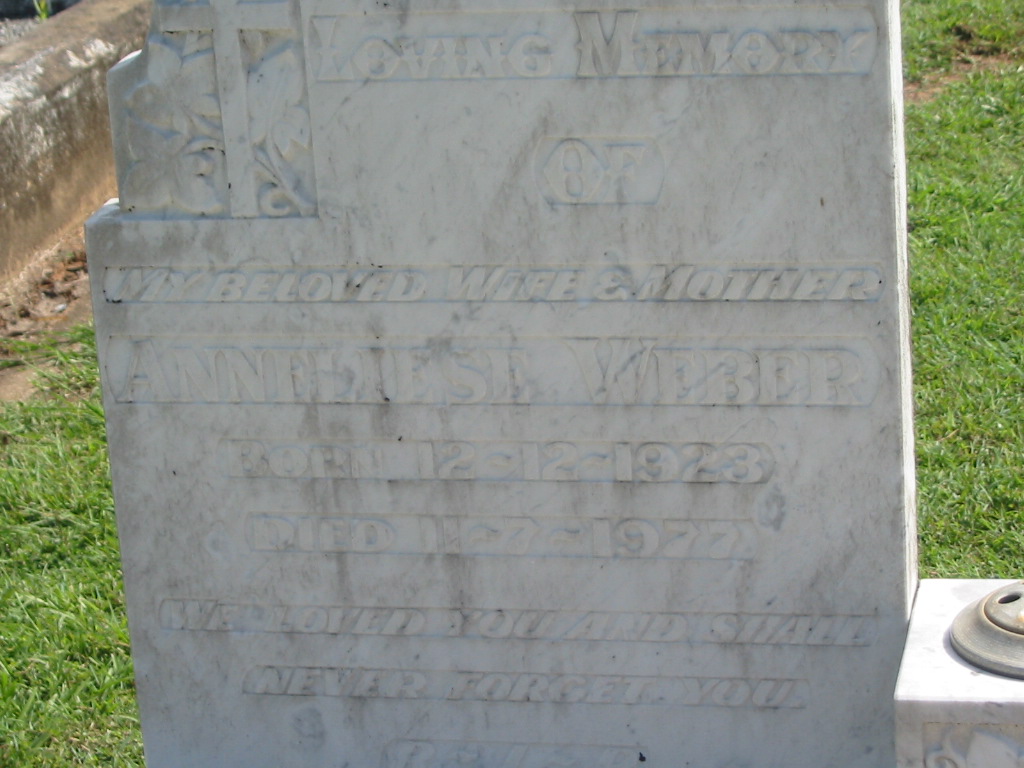 Loving Memory
OF
My Beloved Wife & Mother
Anneliese Weber
Born 12~12~1923
Died 11~7~1977
We loved you and shall
never forget you.